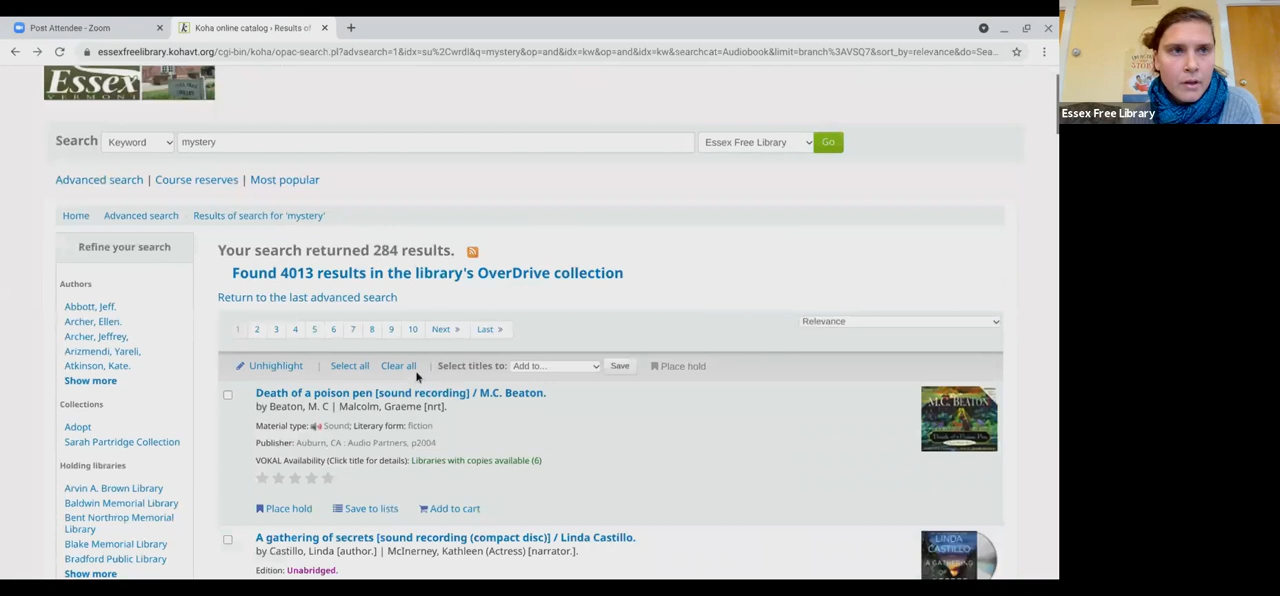 Post Attendee - Zoom
Koha online catalog › Results of
essexfreelibrary.kohavt.org/cgi-bin/koha/opac-search.pl?advsearch=1&idx=su%2Cwrdl&q=mystery&op=and&idx=kw&op=and&idx=kw&searchcat=Audiobook&limit=branch%3AVSQ7&sort_by=relevance&do=Sea...
Essex
VERMONT
Essex Free Library
Search Keyword mystery Essex Free Library Go
Advanced search | Course reserves | Most popular
Home Advanced search Results of search for 'mystery'
Refine your search
Authors
Abbott, Jeff.
Archer, Ellen.
Archer, Jeffrey,
Arizmendi, Yareli,
Atkinson, Kate.
Show more
Collections
Adopt
Sarah Partridge Collection
Holding libraries
Arvin A. Brown Library
Baldwin Memorial Library
Bent Northrop Memorial
Library
Blake Memorial Library
Bradford Public Library
Show more
Your search returned 284 results.
Found 4013 results in the library's OverDrive collection
Return to the last advanced search
1 2 3 4 5 6 7 8 9 10 Next » Last »
Relevance
Unhighlight | Select all Clear all | Select titles to: Add to... Save Place hold
Death of a poison pen [sound recording] / M.C. Beaton.
by Beaton, M. C | Malcolm, Graeme [nrt].
Material type: Sound; Literary form: fiction
Publisher: Auburn, CA : Audio Partners, p2004
VOKAL Availability (Click title for details): Libraries with copies available (6)
Place hold Save to lists Add to cart
M.C. BEATON
A gathering of secrets [sound recording (compact disc)] / Linda Castillo.
by Castillo, Linda [author.] | McInerney, Kathleen (Actress) [narrator.].
Edition: Unabridged.
LINDA
CASTILLO
A GATHERING